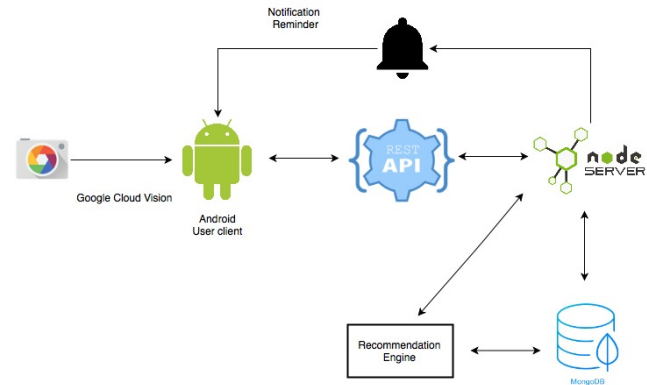 Notification
Reminder
REST
API
node
SERVER
Google Cloud Vision
Android
User client
Recommendation
Engine
MongoDB